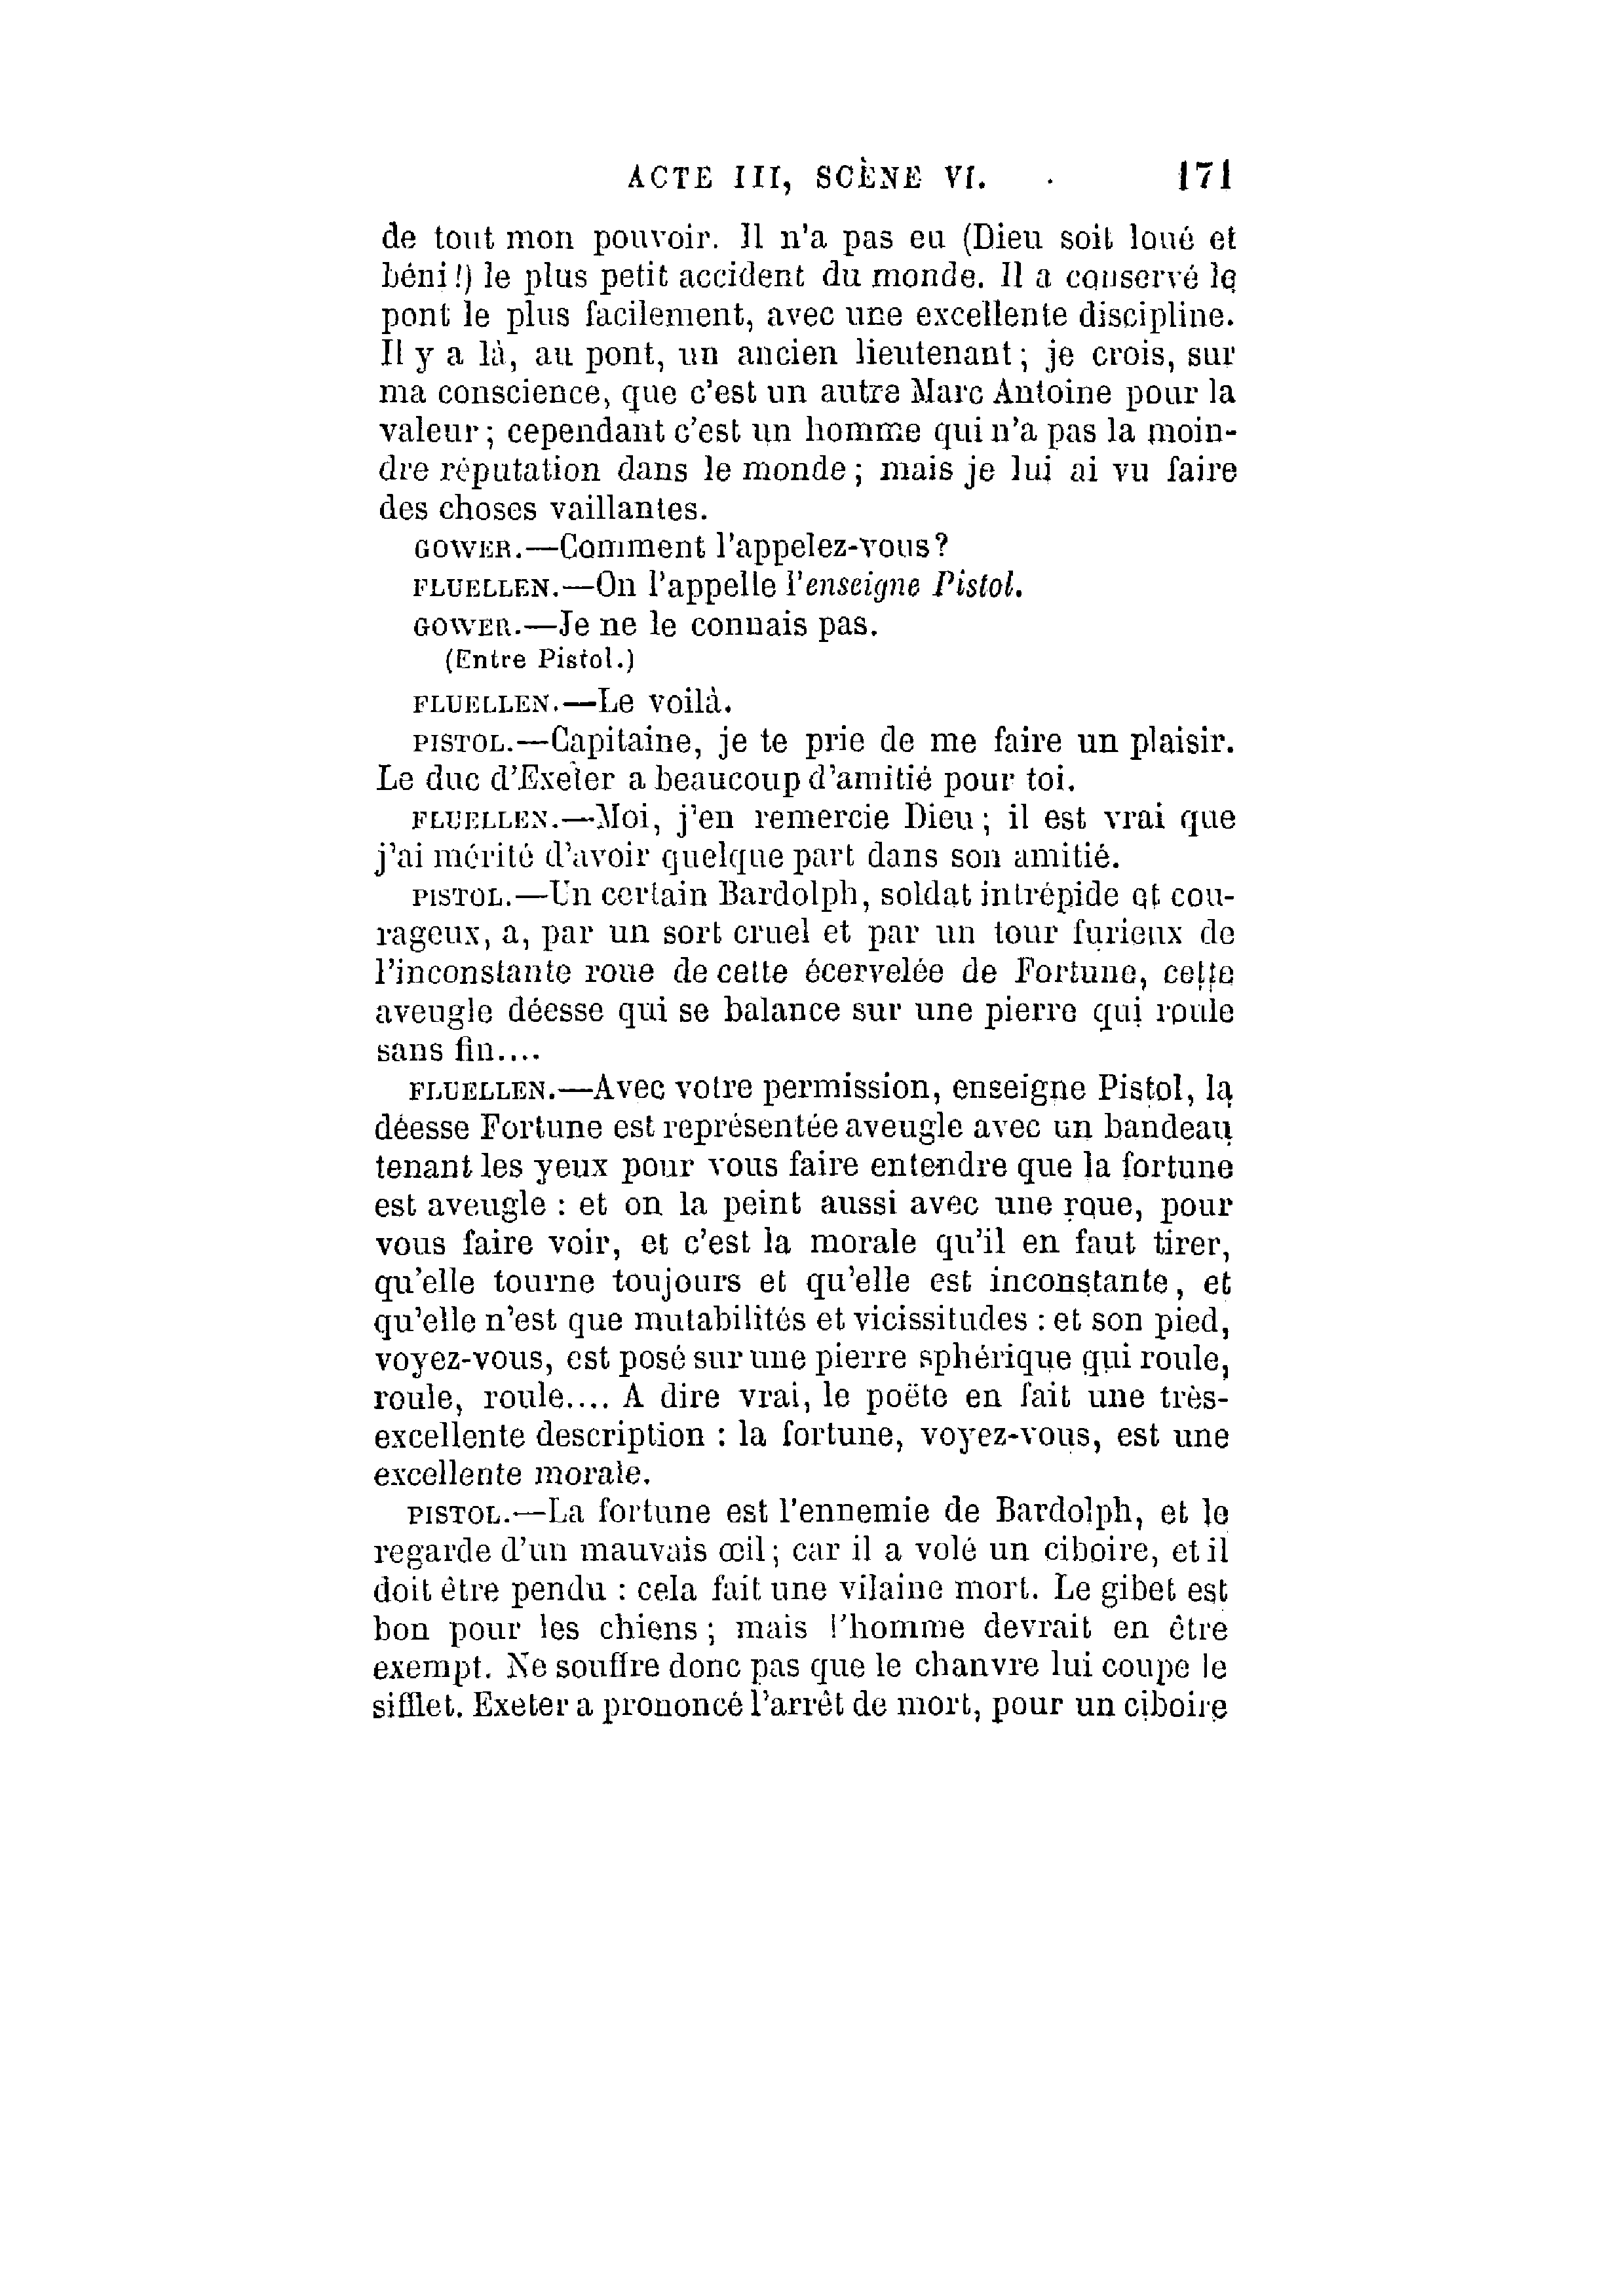 ACTE III, SCÈNE VI. 171
de tout mon pouvoir. Il n'a pas eu (Dieu soit loué et
béni!) le plus petit accident du monde. Il a conservé le
pont le plus facilement, avec une excellente discipline.
Il y a là, au pont, un ancien lieutenant; je crois, sur
ma conscience, que c'est un autre Marc Antoine pour la
valeur; cependant c'est un homme qui n'a pas la moin-
dre réputation dans le monde; mais je lui ai vu faire
des choses vaillantes.
GOWER.—Comment l'appelez-vous?
FLUELLEN.—On l'appelle l'enseigne Pistol.
GOWER.—Je ne le connais pas.
(Entre Pistol.)
FLUELLEN.—Le voilà.
PISTOL.—Capitaine, je te prie de me faire un plaisir.
Le duc d'Exeter a beaucoup d'amitié pour toi.
FLUELLEN.—Moi, j'en remercie Dieu; il est vrai que
j'ai mérité d'avoir quelque part dans son amitié.
PISTOL.—Un certain Bardolph, soldat intrépide et cou-
rageux, a, par un sort cruel et par un tour furieux de
l'inconstante roue de cette écervelée de Fortune, cette
aveugle déesse qui se balance sur une pierre qui roule
sans fin....
FLUELLEN.—Avec votre permission, enseigne Pistol, la
déesse Fortune est représentée aveugle avec un bandeau
tenant les yeux pour vous faire entendre que la fortune
est aveugle : et on la peint aussi avec une roue, pour
vous faire voir, et c'est la morale qu'il en faut tirer,
qu'elle tourne toujours et qu'elle est inconstante, et
qu'elle n'est que mutabilités et vicissitudes : et son pied,
voyez-vous, est posé sur une pierre sphérique qui roule,
roule, roule.... A dire vrai, le poëte en fait une très-
excellente description : la fortune, voyez-vous, est une
excellente morale.
PISTOL.—La fortune est l'ennemie de Bardolph, et le
regarde d'un mauvais œil; car il a volé un ciboire, et il
doit être pendu : cela fait une vilaine mort. Le gibet est
bon pour les chiens; mais l'homme devrait en être
exempt. Ne souffre donc pas que le chanvre lui coupe le
sifflet. Exeter a prononcé l'arrêt de mort, pour un ciboire